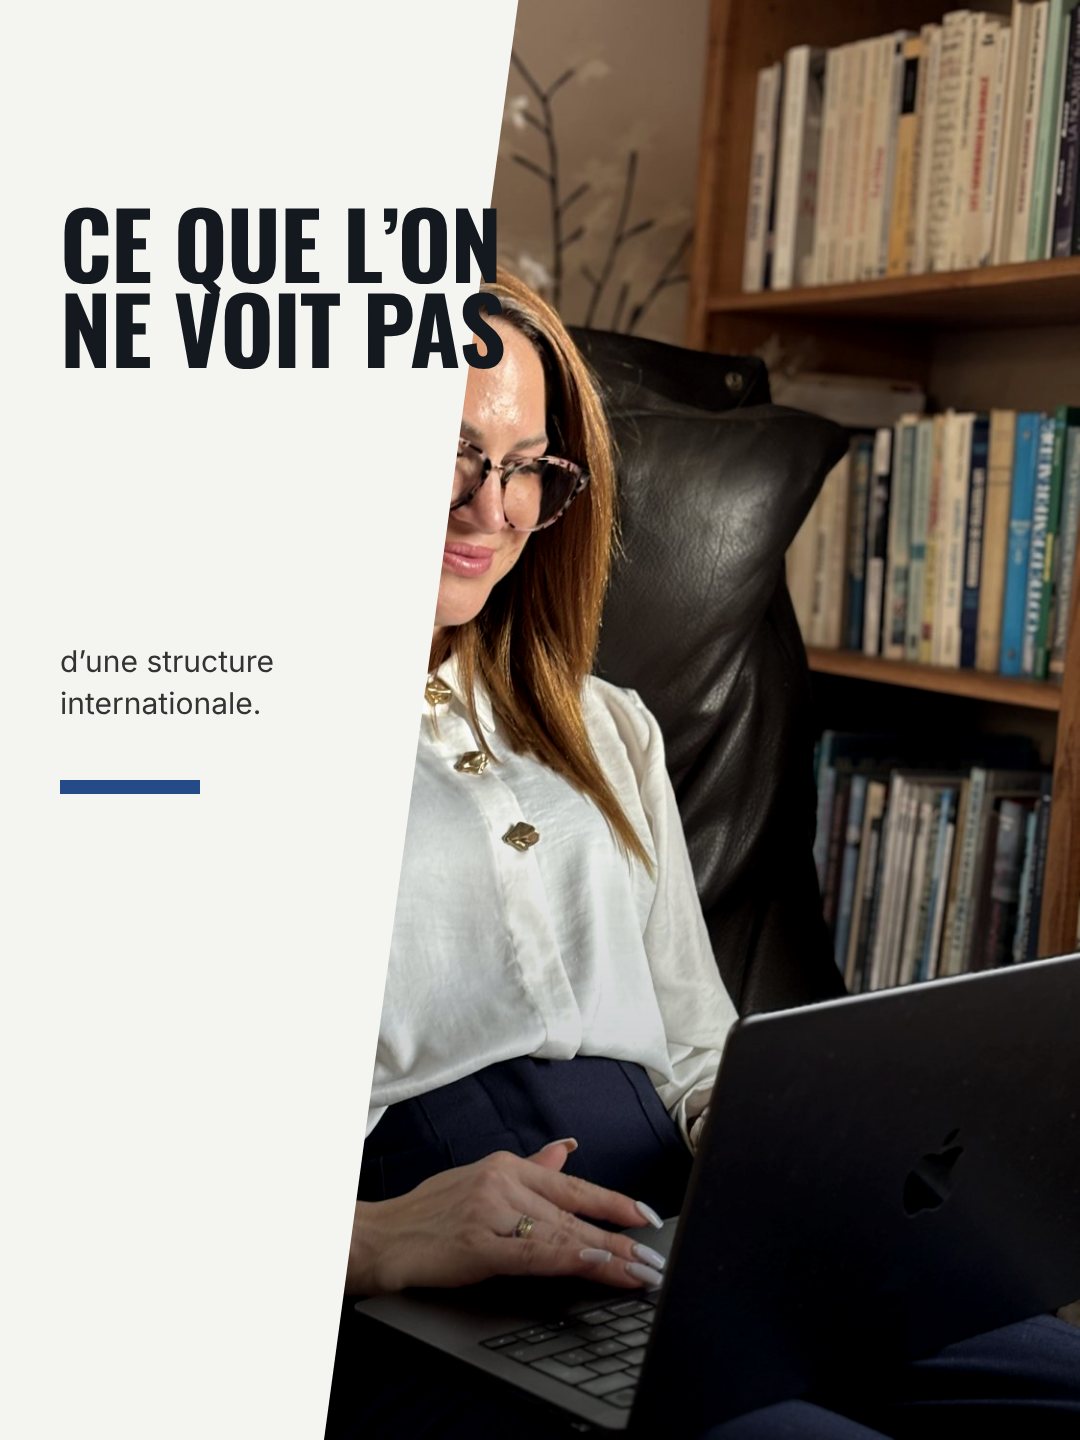 CE QUE L’ON
NE VOIT PAS
d’une structure
internationale.